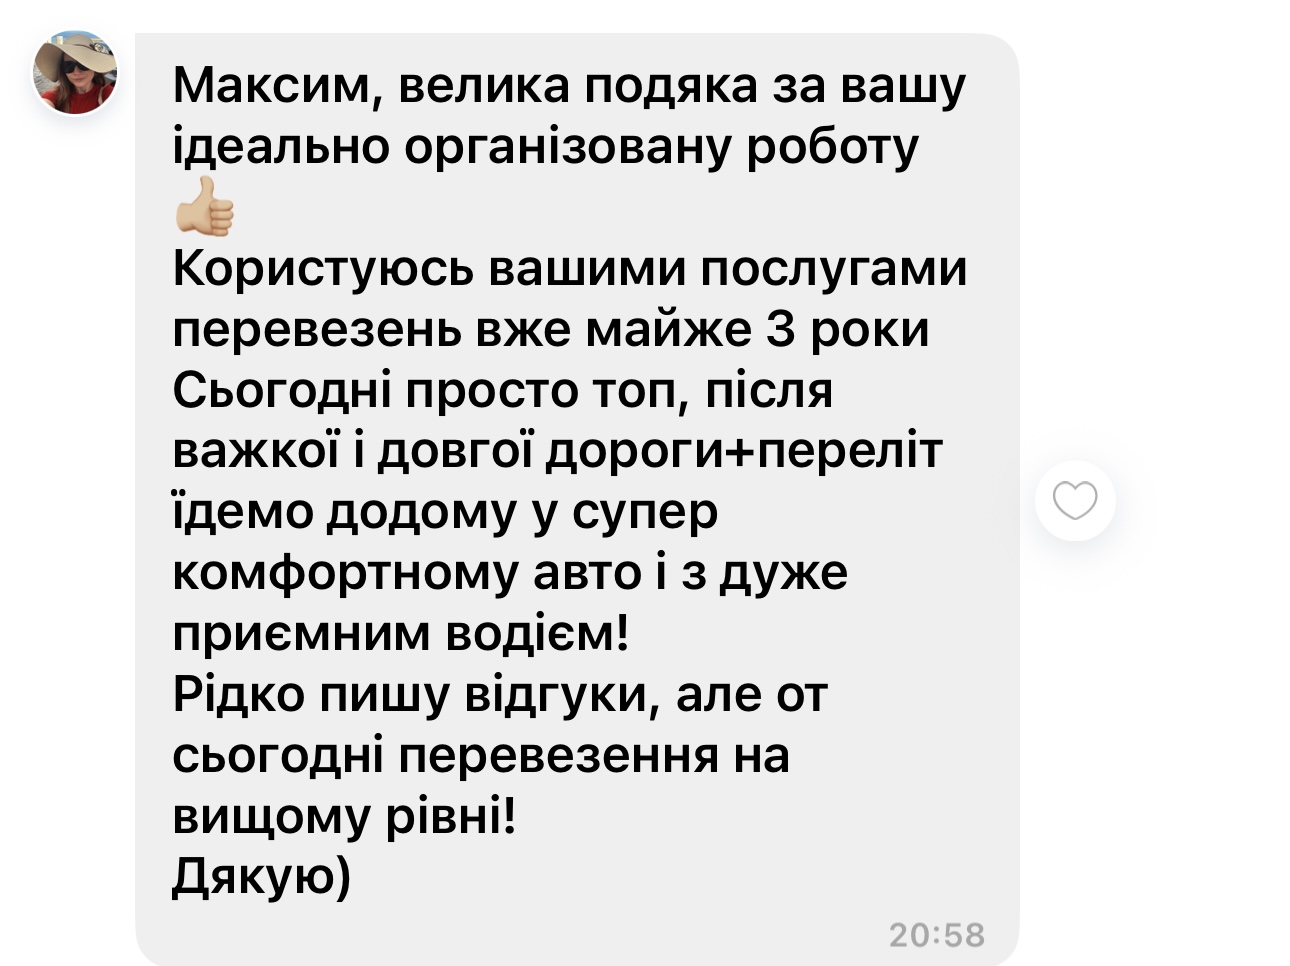 Максим, велика подяка за вашу
ідеально організовану роботу
👍🏼
Користуюсь вашими послугами
перевезень вже майже 3 роки
Сьогодні просто топ, після
важкої і довгої дороги+переліт
їдемо додому у супер
комфортному авто і з дуже
приємним водієм!
Рідко пишу відгуки, але от
сьогодні перевезення на
вищому рівні!
Дякую)
20:58